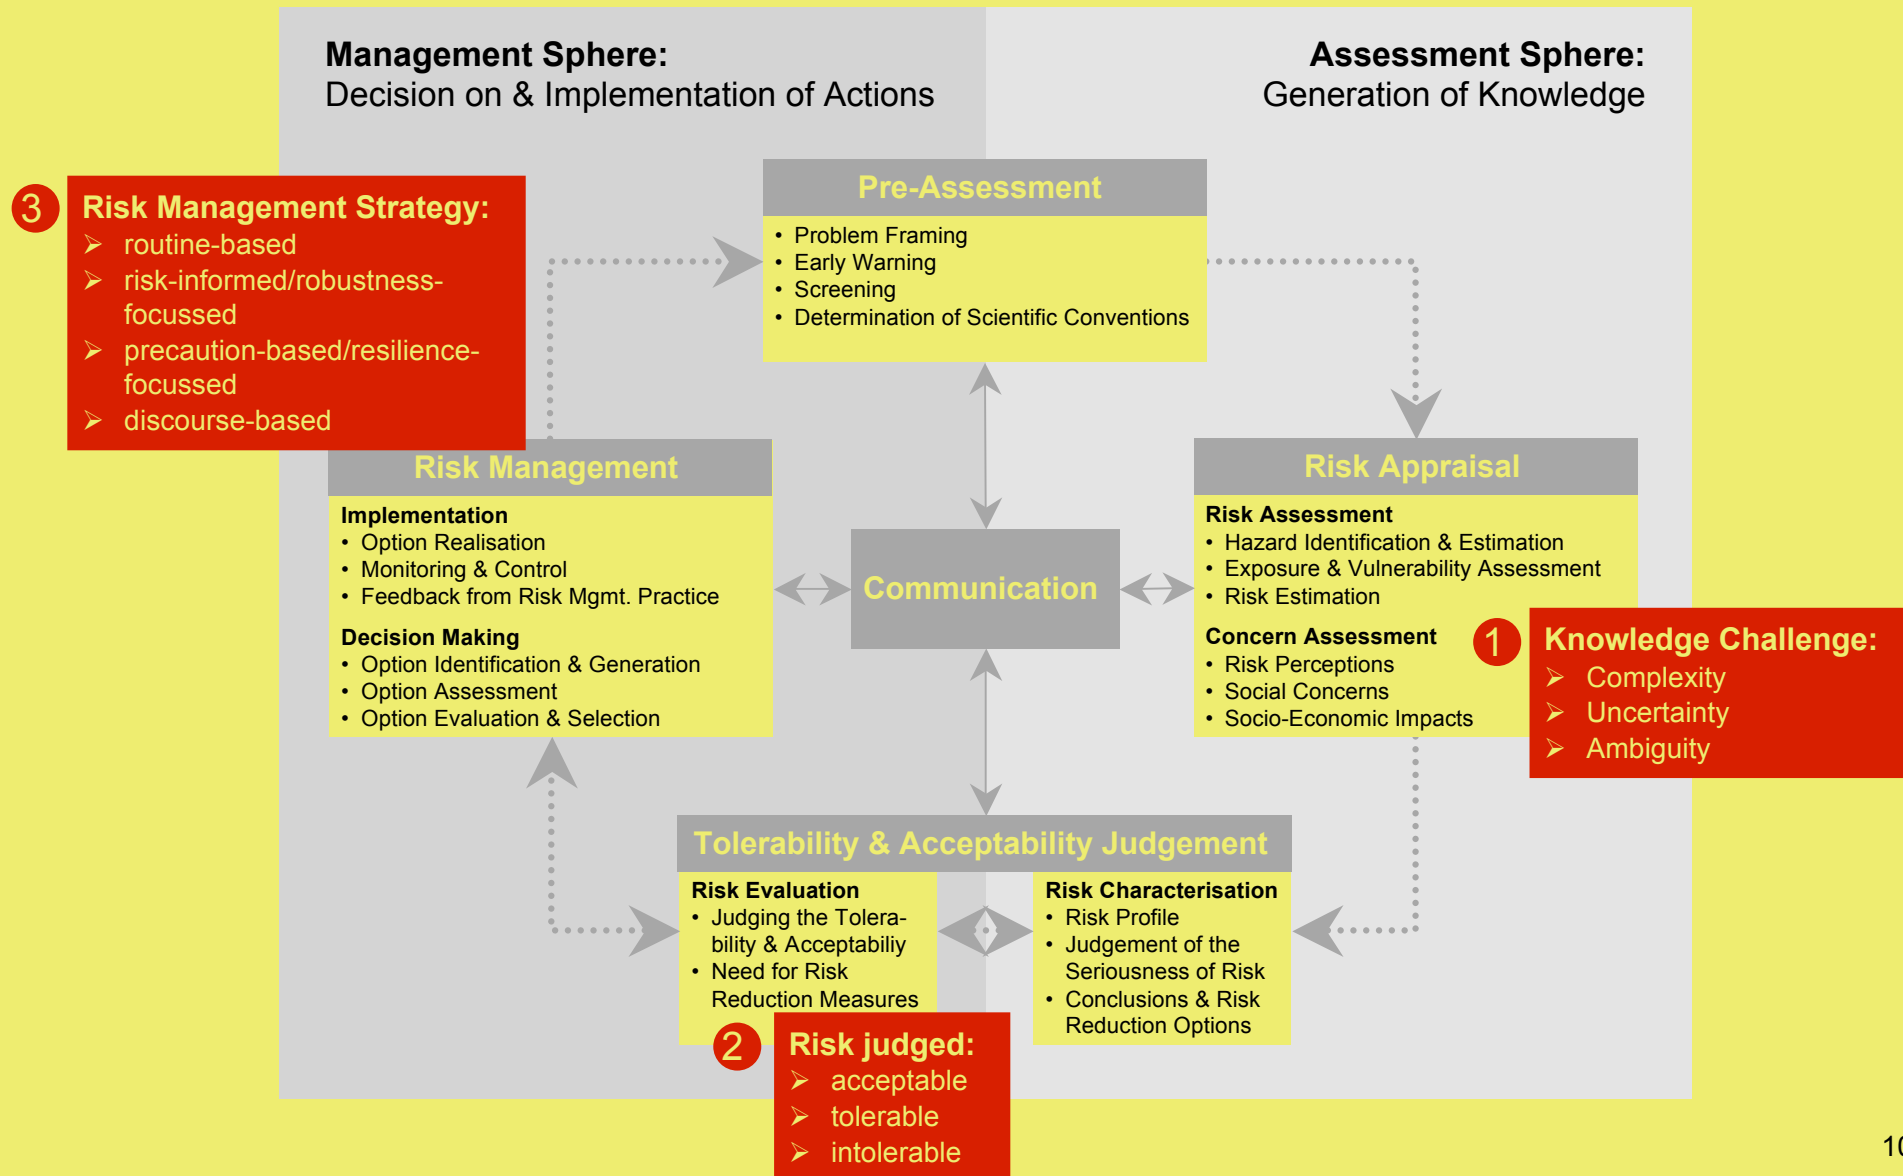 Management Sphere:
Decision on & Implementation of Actions
Assessment Sphere:
Generation of Knowledge
Pre-Assessment
• Problem Framing
• Early Warning
• Screening
• Determination of Scientific Conventions
3
Risk Management Strategy:
➢ routine-based
➢ risk-informed/robustness-
focussed
➢ precaution-based/resilience-
focussed
➢ discourse-based
Risk Management
Implementation
• Option Realisation
• Monitoring & Control
• Feedback from Risk Mgmt. Practice
Decision Making
• Option Identification & Generation
• Option Assessment
• Option Evaluation & Selection
Communication
Risk Appraisal
Risk Assessment
• Hazard Identification & Estimation
• Exposure & Vulnerability Assessment
• Risk Estimation
Concern Assessment
• Risk Perceptions
• Social Concerns
• Socio-Economic Impacts
1
Knowledge Challenge:
➢ Complexity
➢ Uncertainty
➢ Ambiguity
Tolerability & Acceptability Judgement
Risk Evaluation
• Judging the Tolera-
bility & Acceptabiliy
• Need for Risk
Reduction Measures
Risk Characterisation
• Risk Profile
• Judgement of the
Seriousness of Risk
• Conclusions & Risk
Reduction Options
2
Risk judged:
➢ acceptable
➢ tolerable
➢ intolerable
10